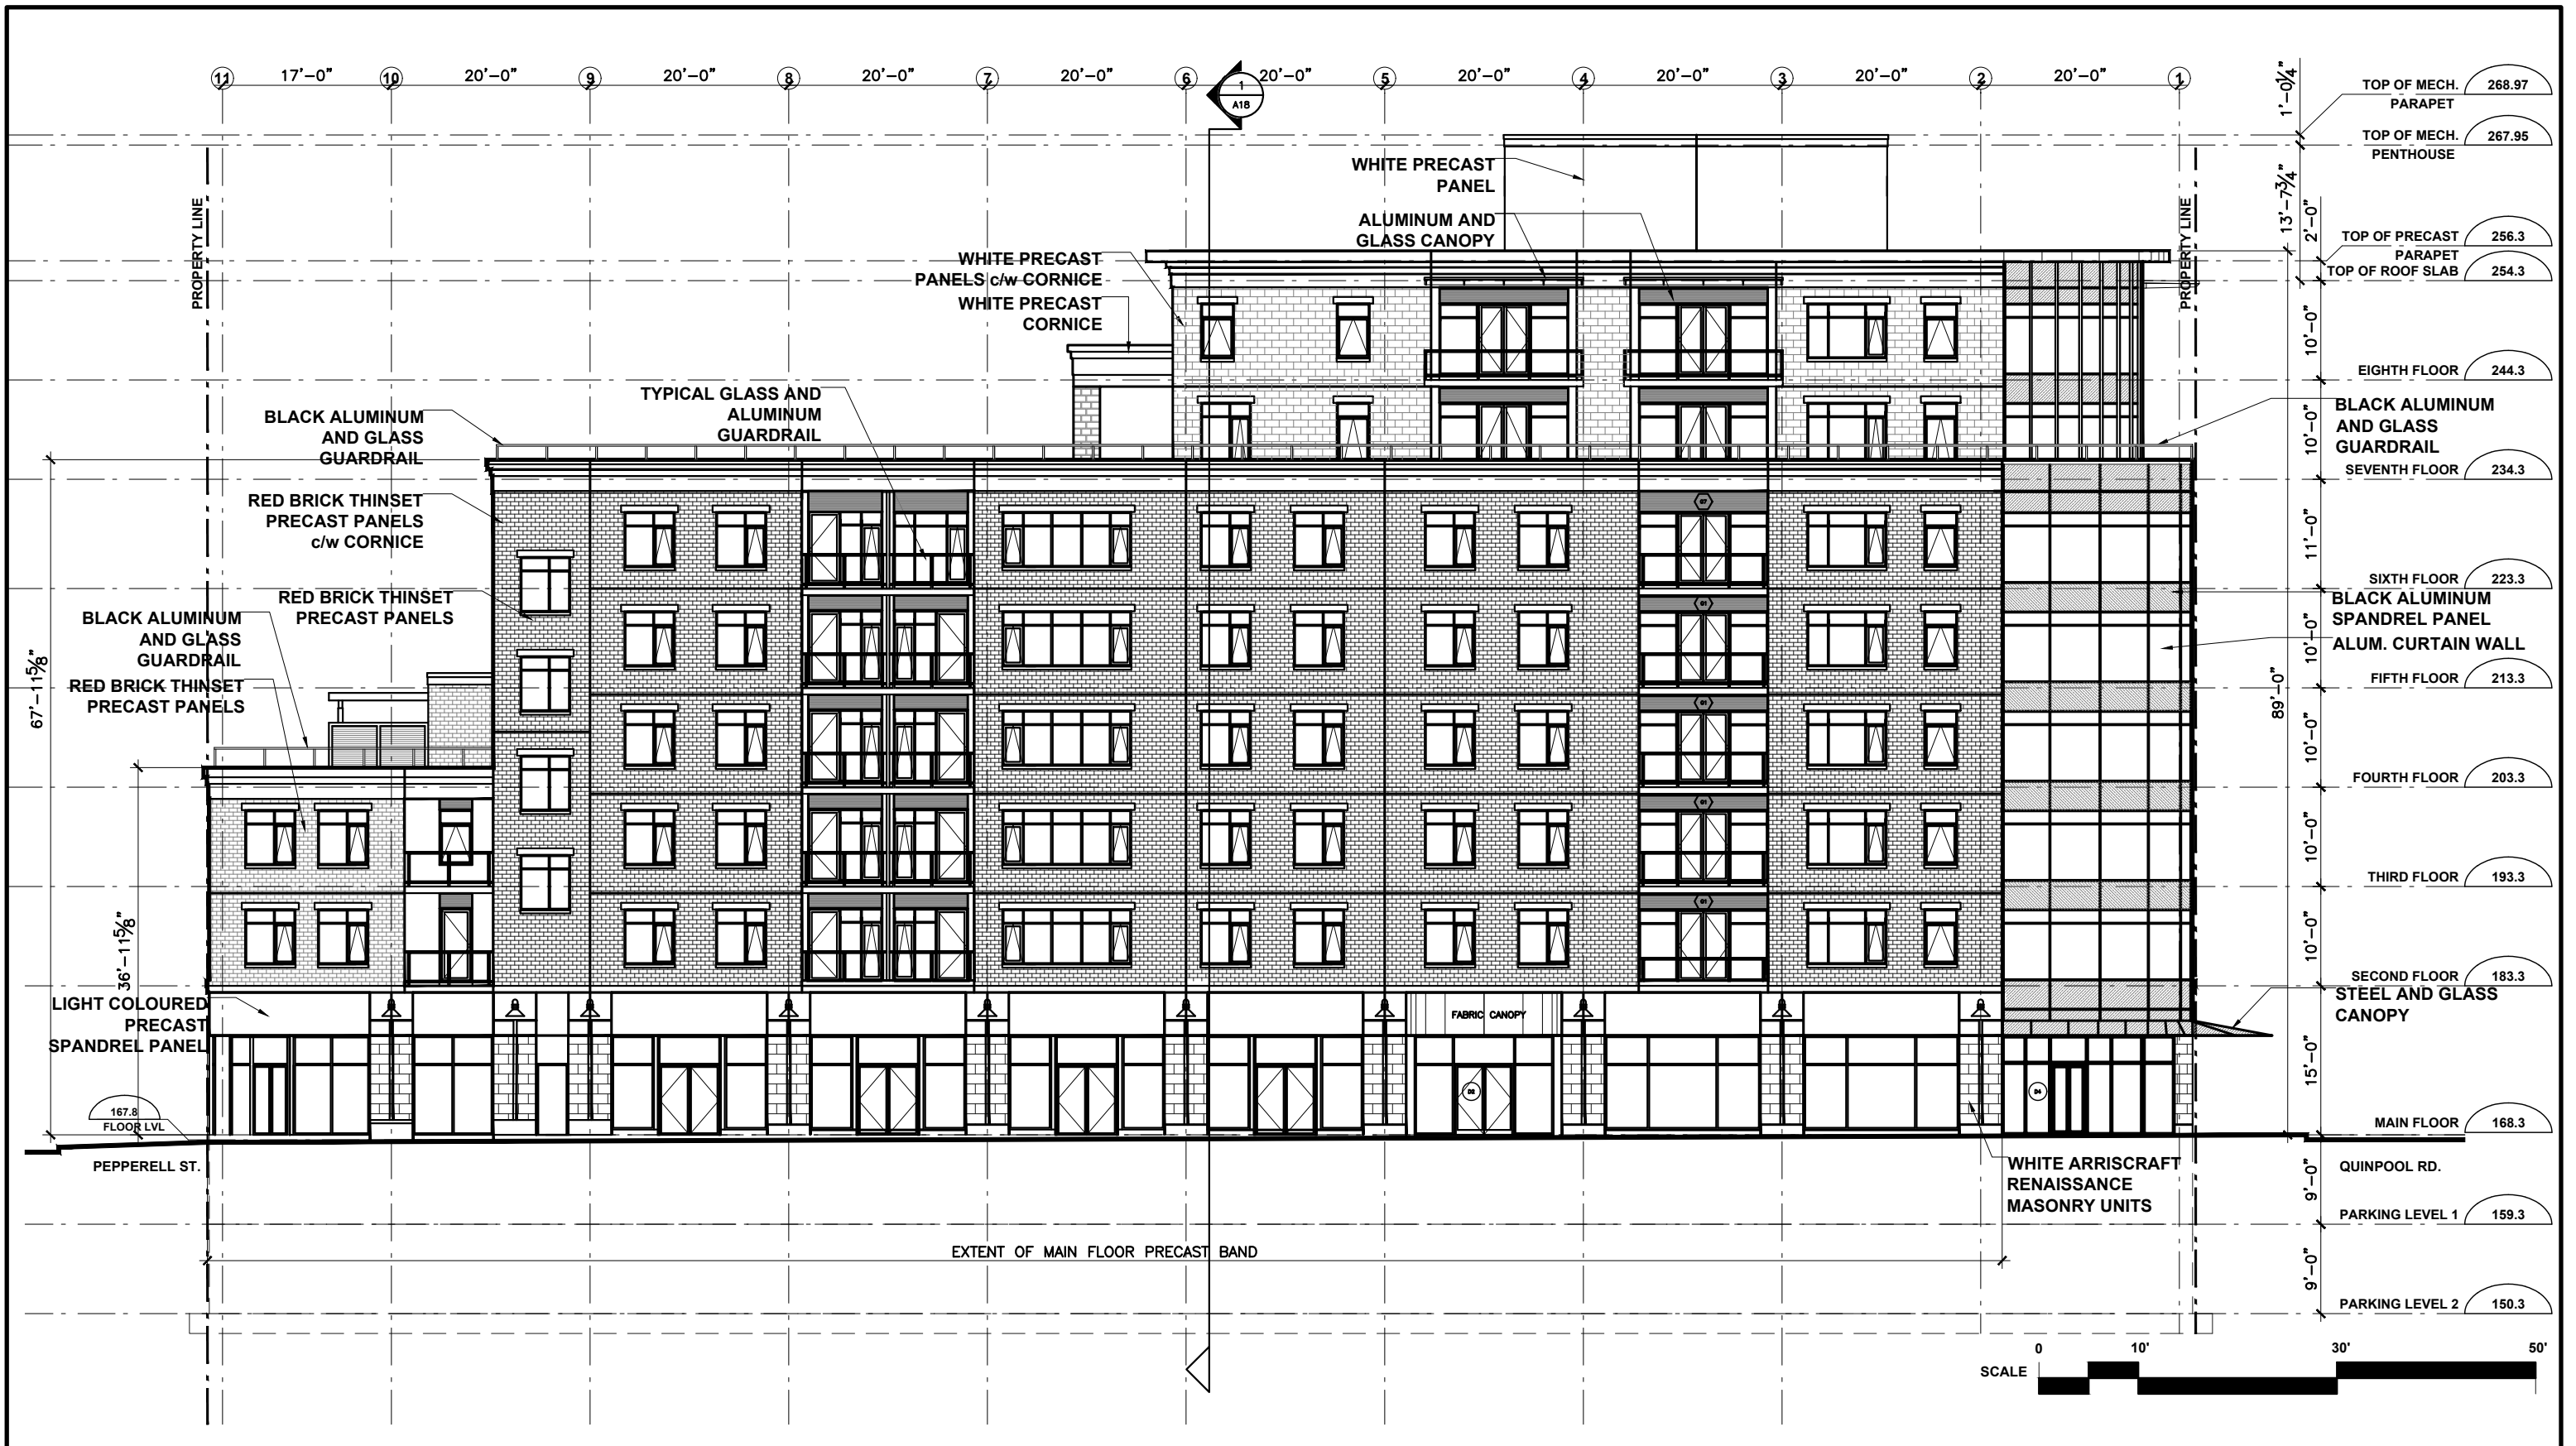 11 17'-0" 10 20'-0" 9 20'-0" 8 20'-0" 7 20'-0" 6 20'-0" 5 20'-0" 4 20'-0" 3 20'-0" 2 20'-0" 1
1
A18
1'-0¼"
TOP OF MECH. 268.97
PARAPET
TOP OF MECH. 267.95
PENTHOUSE
13'-7¾"
2'-0"
TOP OF PRECAST 256.3
PARAPET
TOP OF ROOF SLAB 254.3
10'-0"
EIGHTH FLOOR 244.3
BLACK ALUMINUM
AND GLASS
GUARDRAIL
10'-0"
SEVENTH FLOOR 234.3
11'-0"
SIXTH FLOOR 223.3
BLACK ALUMINUM
SPANDREL PANEL
ALUM. CURTAIN WALL
10'-0"
FIFTH FLOOR 213.3
89'-0"
10'-0"
FOURTH FLOOR 203.3
10'-0"
THIRD FLOOR 193.3
10'-0"
SECOND FLOOR 183.3
STEEL AND GLASS
CANOPY
15'-0"
MAIN FLOOR 168.3
QUINPOOL RD.
9'-0"
PARKING LEVEL 1 159.3
9'-0"
PARKING LEVEL 2 150.3
PROPERTY LINE
PROPERTY LINE
WHITE PRECAST
PANEL
ALUMINUM AND
GLASS CANOPY
WHITE PRECAST
PANELS c/w CORNICE
WHITE PRECAST
CORNICE
TYPICAL GLASS AND
ALUMINUM
GUARDRAIL
BLACK ALUMINUM
AND GLASS
GUARDRAIL
RED BRICK THINSET
PRECAST PANELS
c/w CORNICE
RED BRICK THINSET
PRECAST PANELS
BLACK ALUMINUM
AND GLASS
GUARDRAIL
RED BRICK THINSET
PRECAST PANELS
67'-11⅝"
36'-11⅝"
LIGHT COLOURED
PRECAST
SPANDREL PANEL
167.8
FLOOR LVL
PEPPERELL ST.
G7
G1
G1
G1
G1
FABRIC CANOPY
D2
D4
WHITE ARRISCRAFT
RENAISSANCE
MASONRY UNITS
EXTENT OF MAIN FLOOR PRECAST BAND
0 10' 30' 50'
SCALE